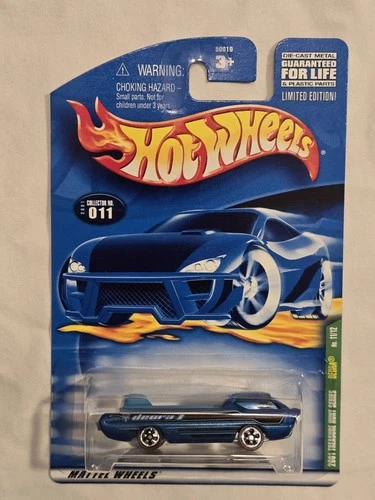 50010
3+
⚠ WARNING:
CHOKING HAZARD–
Small parts. Not for
children under 3 years.
DIE-CAST METAL
GUARANTEED
FOR LIFE
& PLASTIC PARTS
LIMITED EDITION!
HOT WHEELS
2001
COLLECTOR NO.
011
2001 TREASURE HUNT SERIES
DEORA®
No. 11/12
deora
MATTEL WHEELS